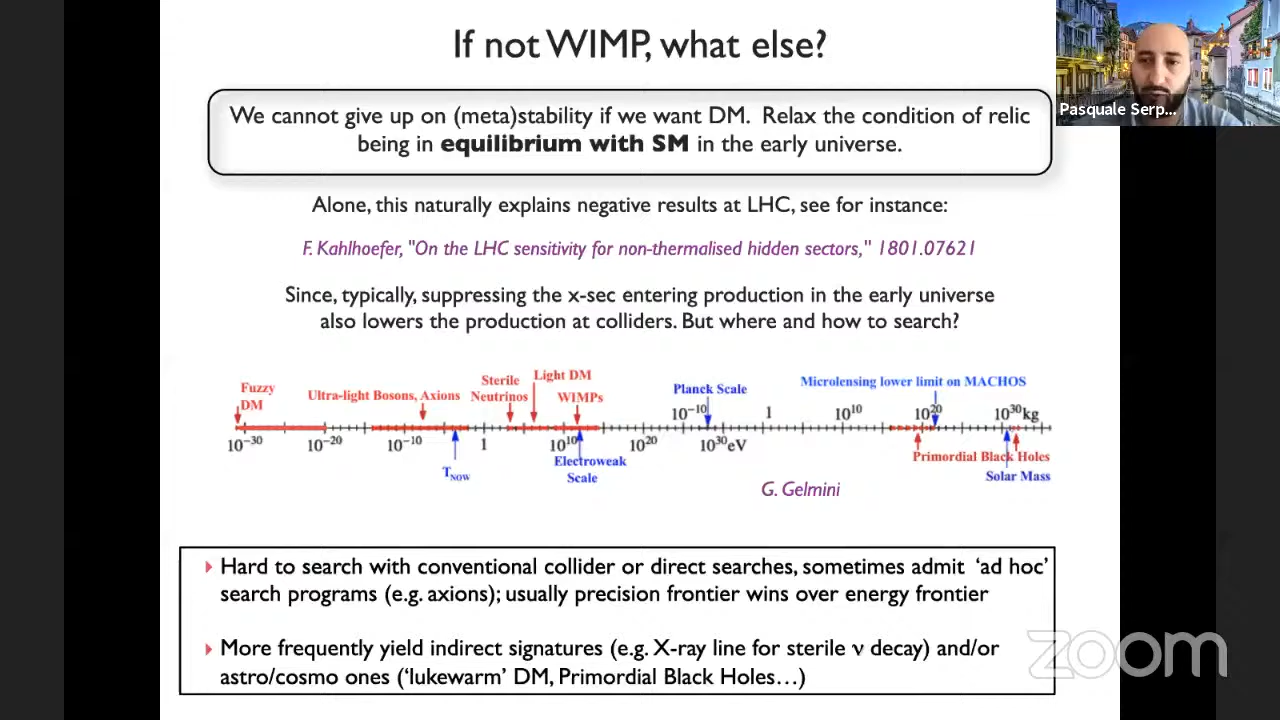 If not WIMP, what else?
Pasquale Serp...
We cannot give up on (meta)stability if we want DM. Relax the condition of relic
being in equilibrium with SM in the early universe.
Alone, this naturally explains negative results at LHC, see for instance:
F. Kahlhoefer, "On the LHC sensitivity for non-thermalised hidden sectors," 1801.07621
Since, typically, suppressing the x-sec entering production in the early universe
also lowers the production at colliders. But where and how to search?
Fuzzy
DM
Ultra-light Bosons, Axions
Sterile
Neutrinos
Light DM
WIMPs
Planck Scale
Microlensing lower limit on MACHOS
10⁻¹⁰ 1 10¹⁰ 10²⁰ 10³⁰kg
10⁻³⁰ 10⁻²⁰ 10⁻¹⁰ 1 10¹⁰ 10²⁰ 10³⁰eV
TNOW
Electroweak
Scale
Primordial Black Holes
Solar Mass
G. Gelmini
Hard to search with conventional collider or direct searches, sometimes admit ‘ad hoc’
search programs (e.g. axions); usually precision frontier wins over energy frontier
More frequently yield indirect signatures (e.g. X-ray line for sterile ν decay) and/or
astro/cosmo ones (‘lukewarm’ DM, Primordial Black Holes…)
zoom